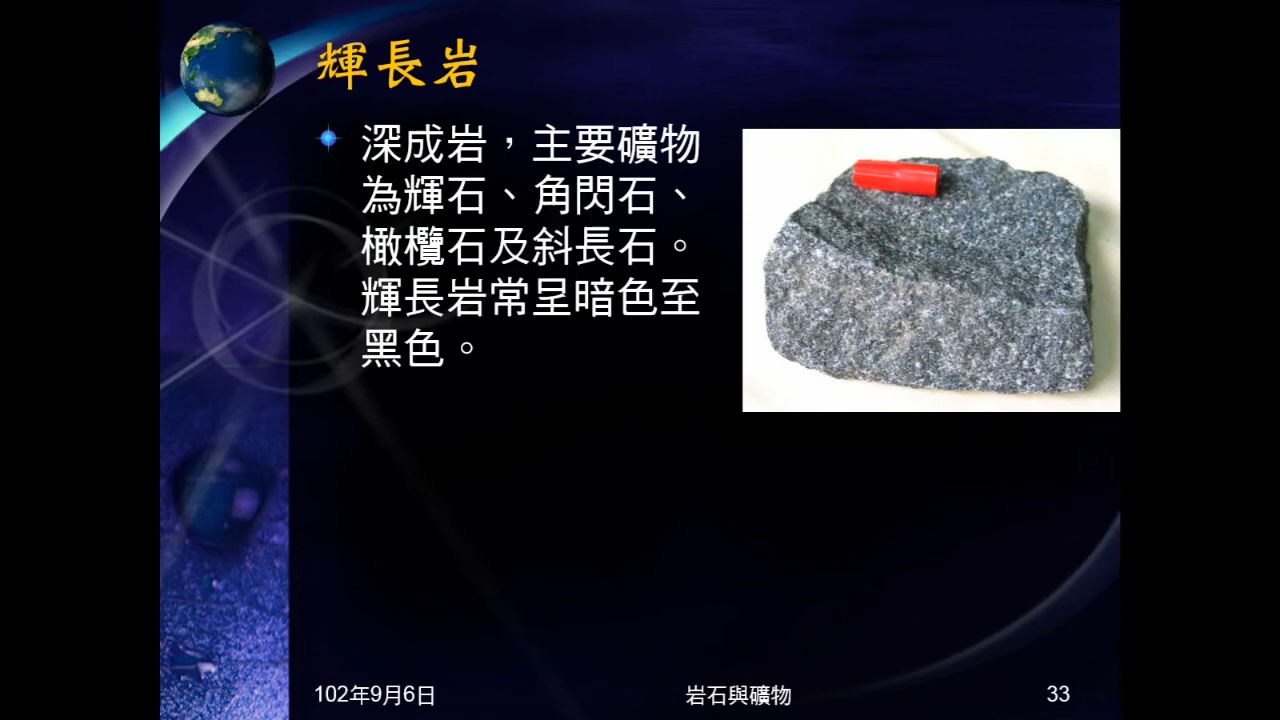 輝長岩
深成岩，主要礦物
為輝石、角閃石、
橄欖石及斜長石。
輝長岩常呈暗色至
黑色。
102年9月6日
岩石與礦物
33